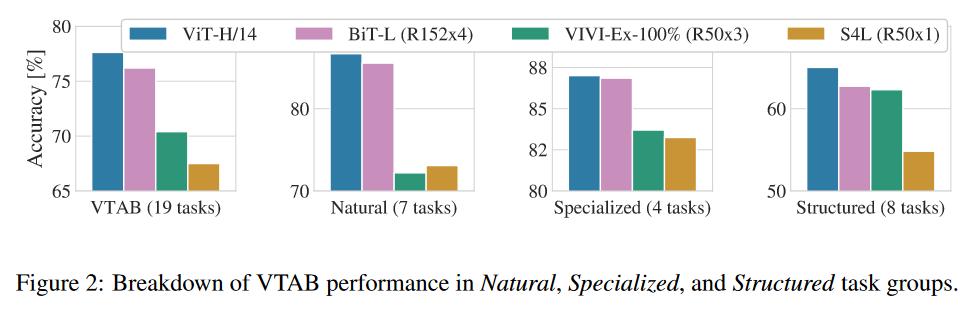 ViT-H/14 BiT-L (R152x4) VIVI-Ex-100% (R50x3) S4L (R50x1)
Accuracy [%]
80
75
70
65
VTAB (19 tasks)
80
70
Natural (7 tasks)
88
85
82
80
Specialized (4 tasks)
60
50
Structured (8 tasks)
Figure 2: Breakdown of VTAB performance in Natural, Specialized, and Structured task groups.